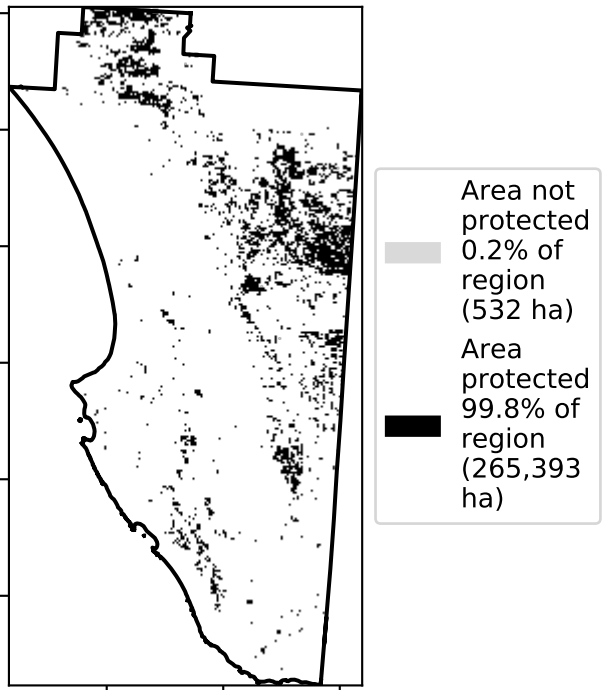 Area not
protected
0.2% of
region
(532 ha)
Area
protected
99.8% of
region
(265,393
ha)